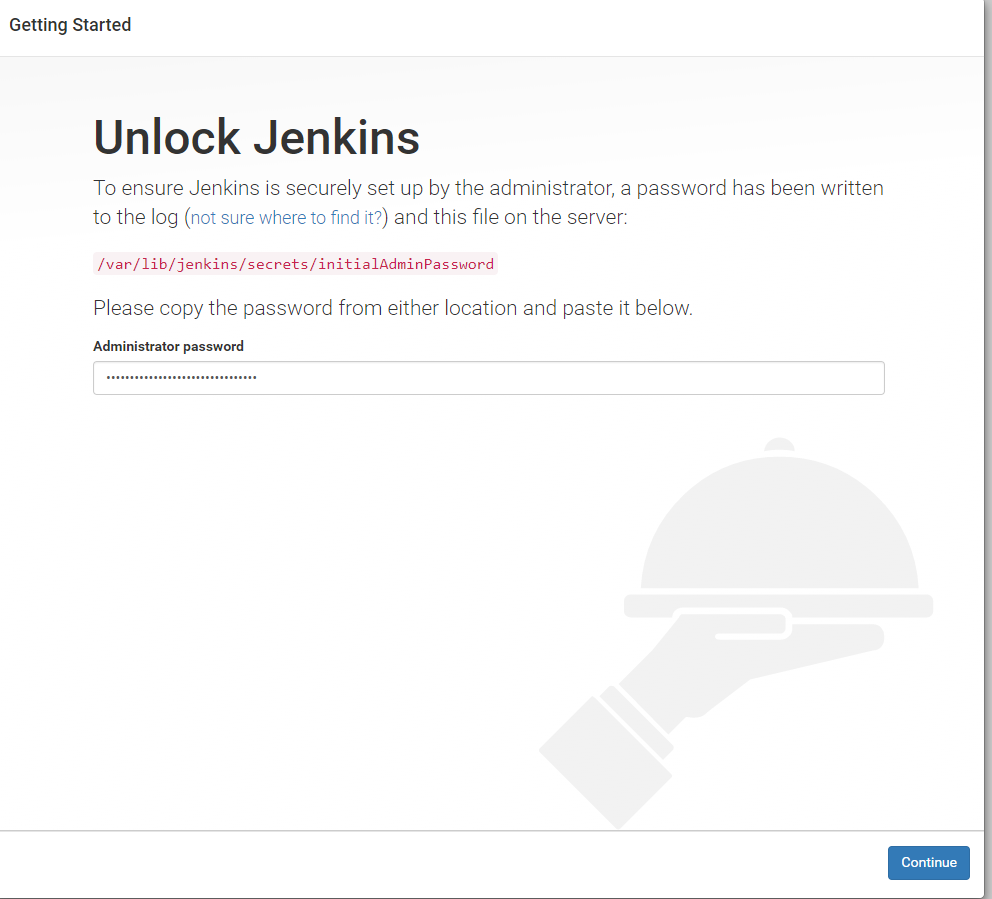 Getting Started
Unlock Jenkins
To ensure Jenkins is securely set up by the administrator, a password has been written
to the log (not sure where to find it?) and this file on the server:
/var/lib/jenkins/secrets/initialAdminPassword
Please copy the password from either location and paste it below.
Administrator password
••••••••••••••••••••••••••••••••
Continue